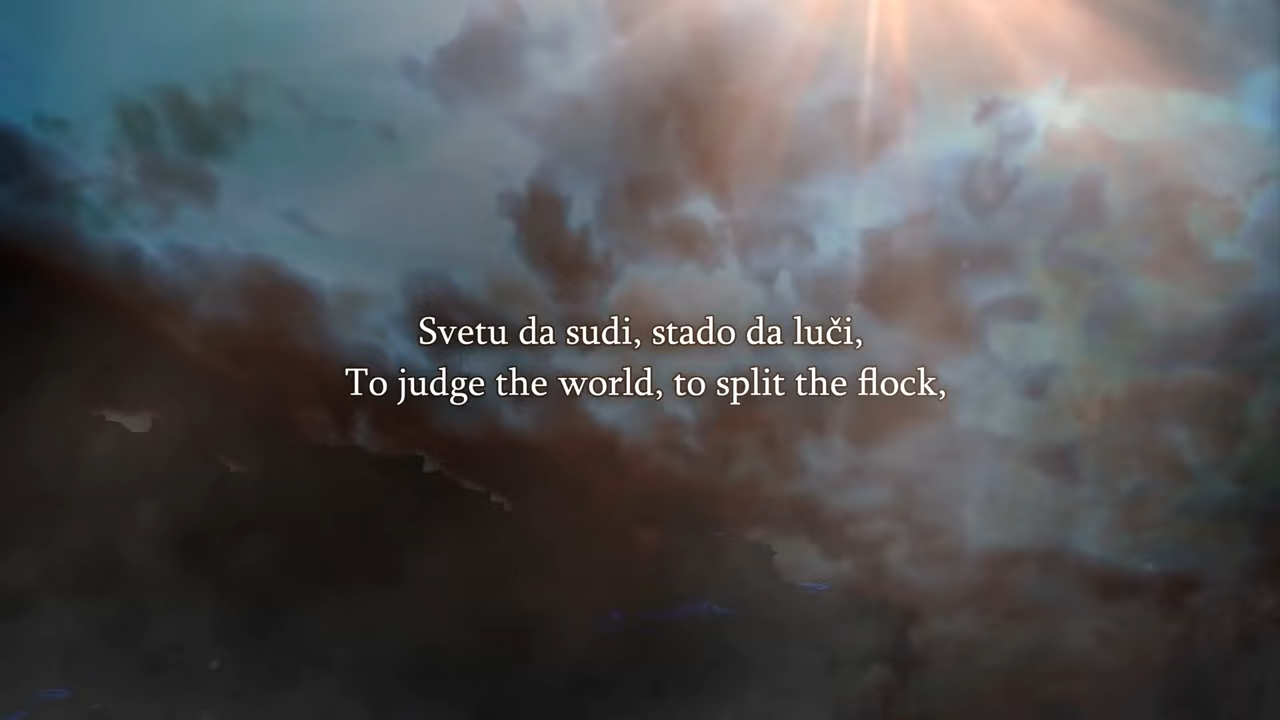 Svetu da sudi, stado da luči,
To judge the world, to split the flock,